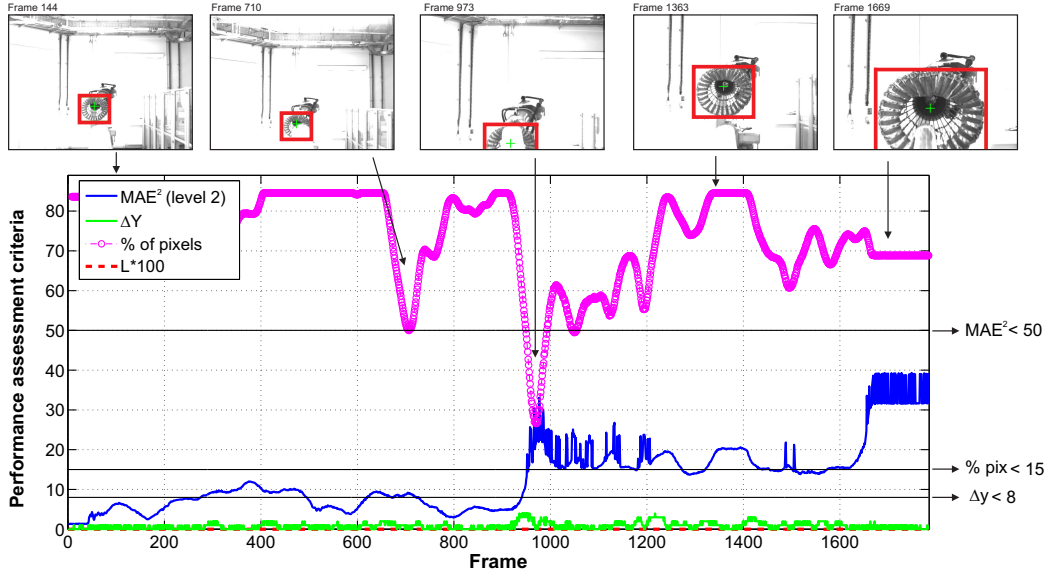 Frame 144
Frame 710
Frame 973
Frame 1363
Frame 1669
Performance assessment criteria
80
70
60
50
40
30
20
10
0
MAE² (level 2)
ΔY
% of pixels
L*100
MAE²< 50
% pix < 15
Δy < 8
0
200
400
600
800
1000
1200
1400
1600
Frame